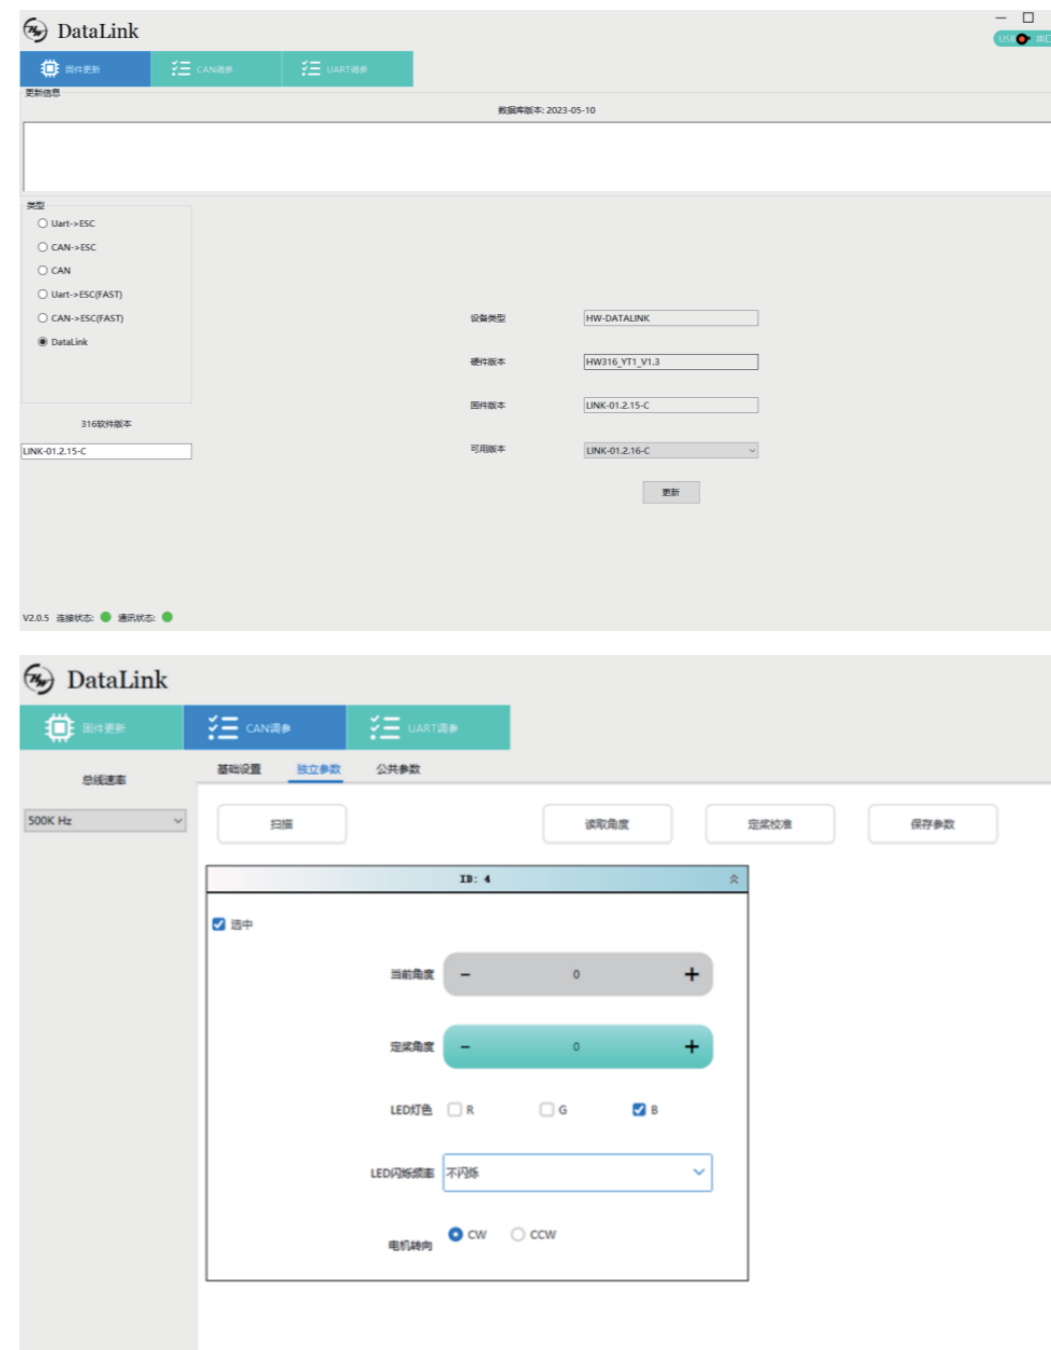 DataLink
USB 串口
固件更新 CAN调参 UART调参
更新信息
数据库版本: 2023-05-10
类型
Uart->ESC
CAN->ESC
CAN
Uart->ESC(FAST)
CAN->ESC(FAST)
DataLink
设备类型 HW-DATALINK
硬件版本 HW316_YT1_V1.3
固件版本 LINK-01.2.15-C
316软件版本
LINK-01.2.15-C
可用版本 LINK-01.2.16-C
更新
V2.0.5 连接状态: 通讯状态:
DataLink
固件更新 CAN调参 UART调参
总线速率
500K Hz
基础设置 独立参数 公共参数
扫描 读取角度 定桨校准 保存参数
ID: 4
选中
当前角度 - 0 +
定桨角度 - 0 +
LED灯色 R G B
LED闪烁频率 不闪烁
电机转向 CW CCW